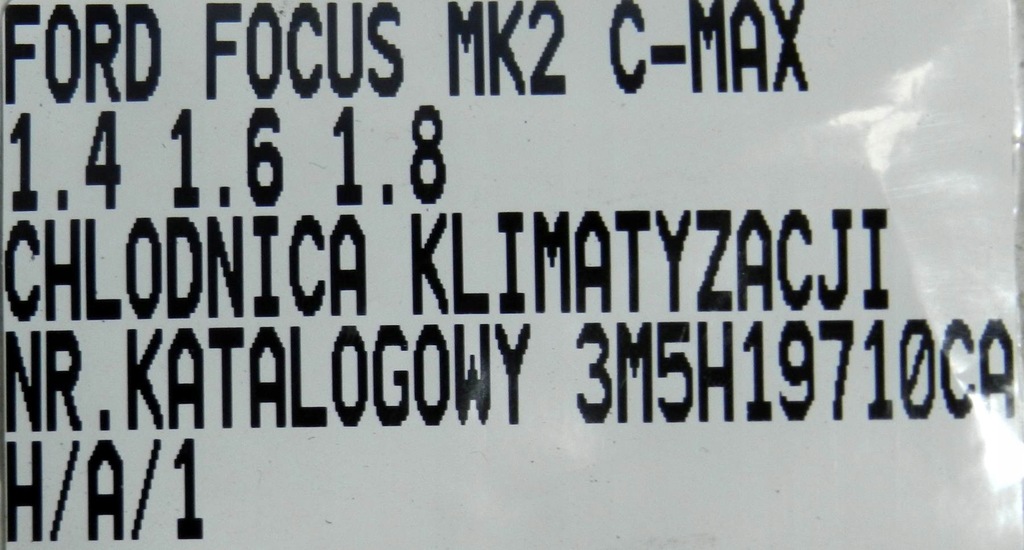 FORD FOCUS MK2 C-MAX
1.4 1.6 1.8
CHLODNICA KLIMATYZACJI
NR.KATALOGOWY 3M5H19710CA
H/A/1